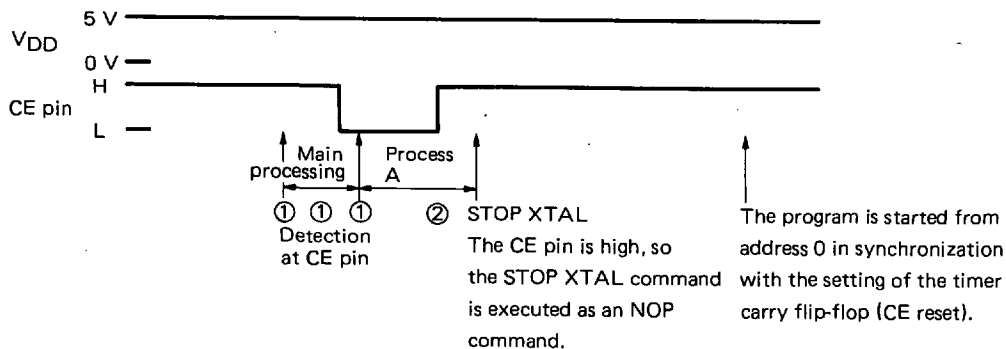 5 V
VDD
0 V
H
CE pin
L
Main
processing
Process
A
① ① ①
Detection
at CE pin
② STOP XTAL
The CE pin is high, so
the STOP XTAL command
is executed as an NOP
command.
The program is started from
address 0 in synchronization
with the setting of the timer
carry flip-flop (CE reset).